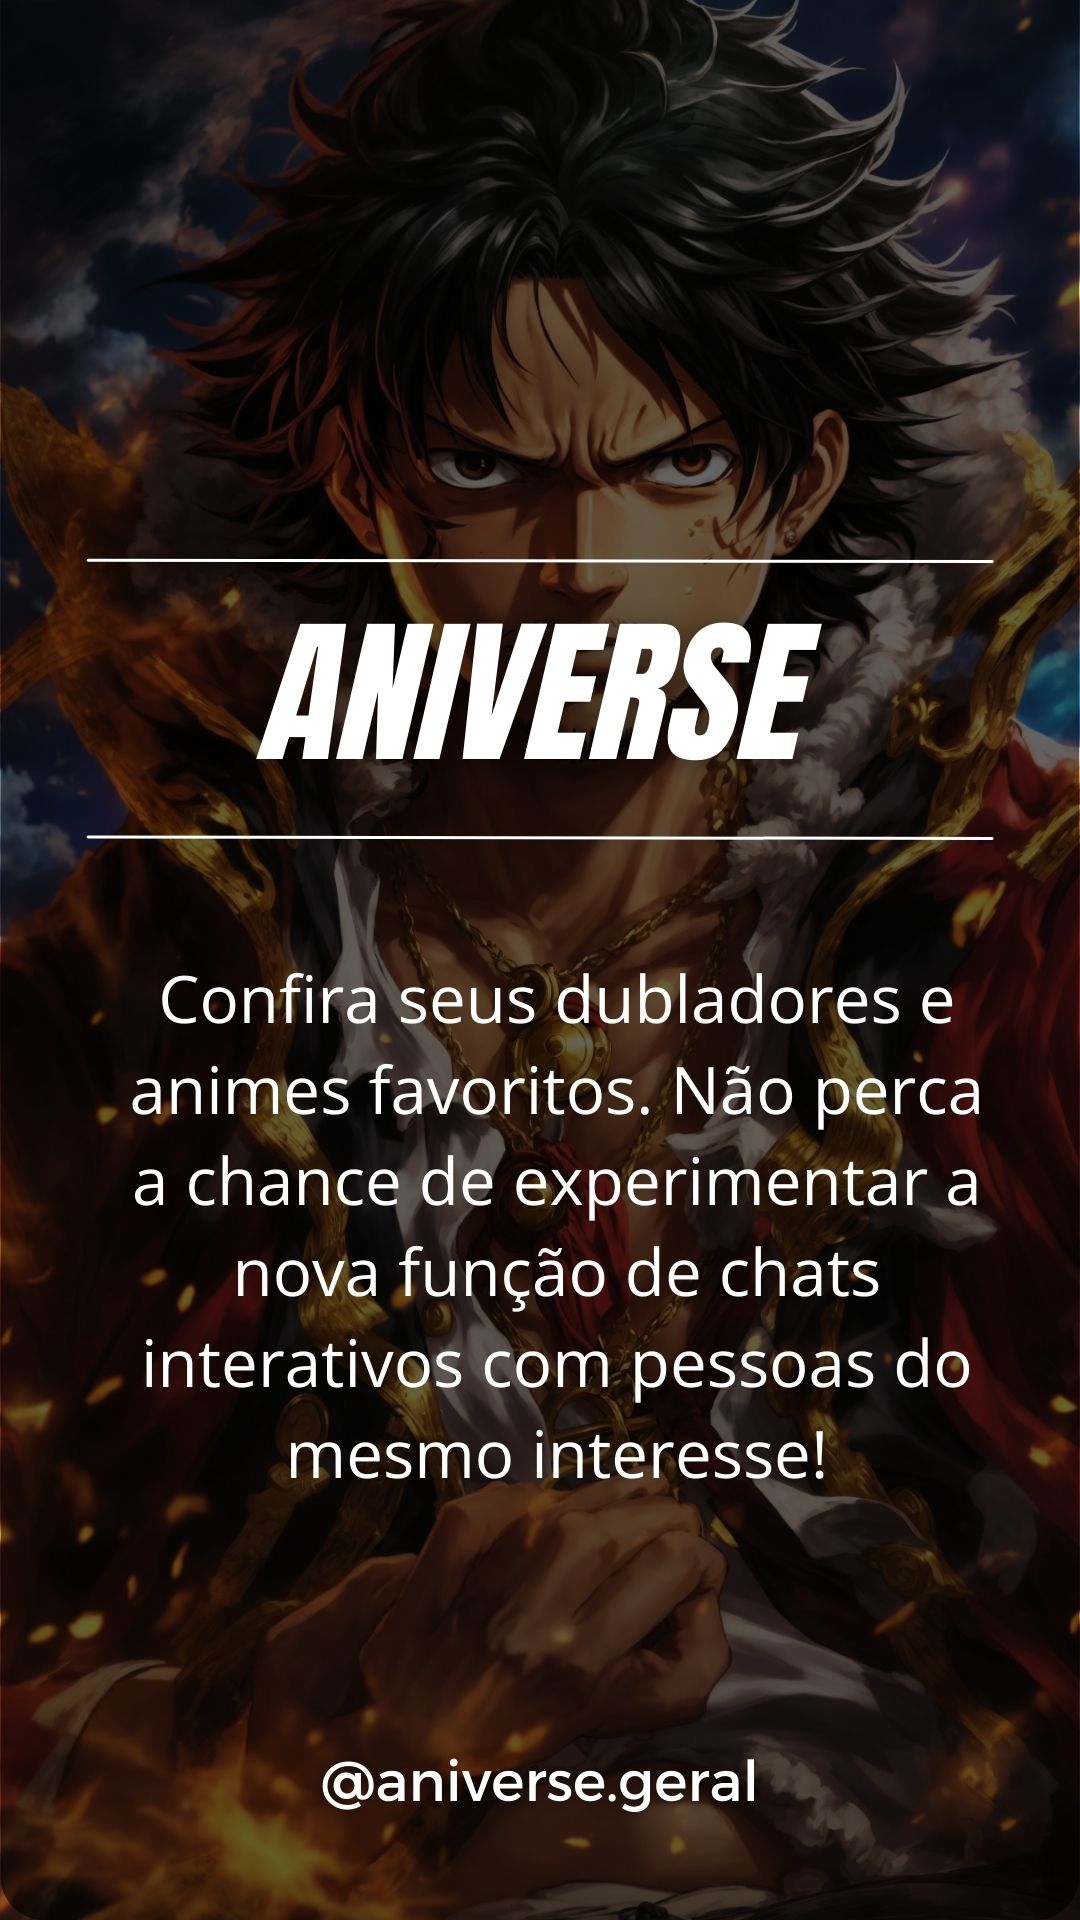 ANIVERSE
Confira seus dubladores e
animes favoritos. Não perca
a chance de experimentar a
nova função de chats
interativos com pessoas do
mesmo interesse!
@aniverse.geral